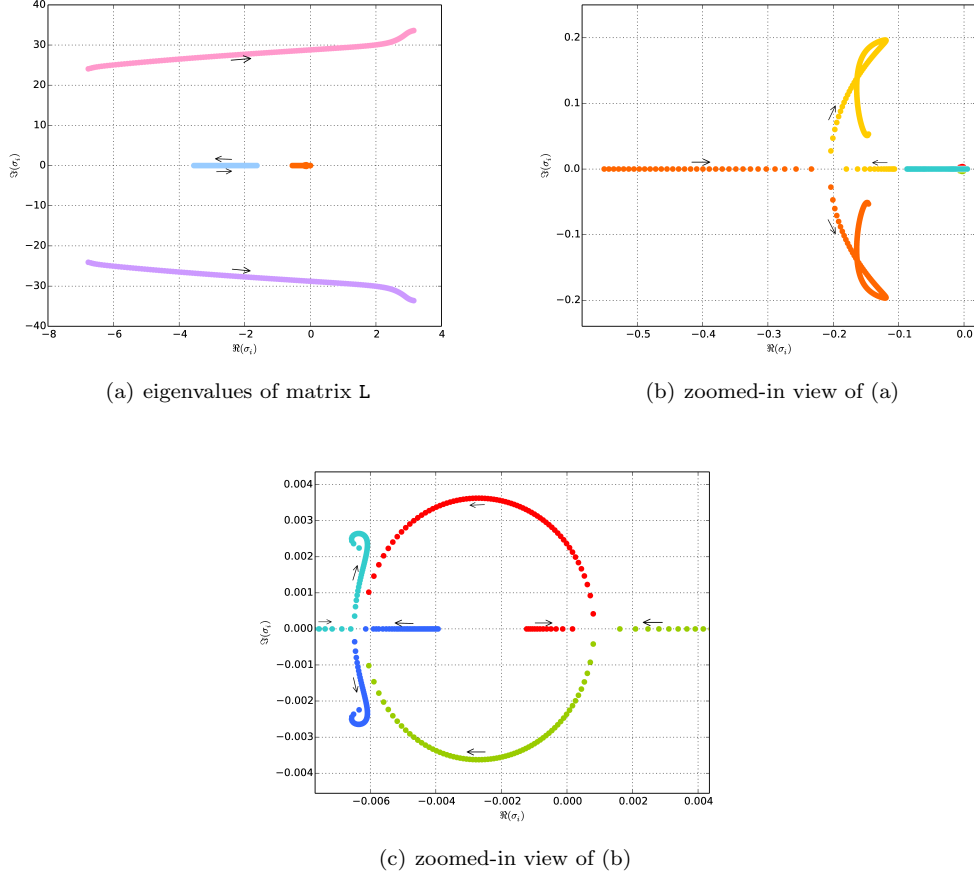 40
30
20
10
0
−10
−20
−30
−40
ℑ(σᵢ)
−8 −6 −4 −2 0 2 4
ℜ(σᵢ)
(a) eigenvalues of matrix L
0.2
0.1
0.0
−0.1
−0.2
ℑ(σᵢ)
−0.5 −0.4 −0.3 −0.2 −0.1 0.0
ℜ(σᵢ)
(b) zoomed-in view of (a)
0.004
0.003
0.002
0.001
0.000
−0.001
−0.002
−0.003
−0.004
ℑ(σᵢ)
−0.006 −0.004 −0.002 0.000 0.002 0.004
ℜ(σᵢ)
(c) zoomed-in view of (b)